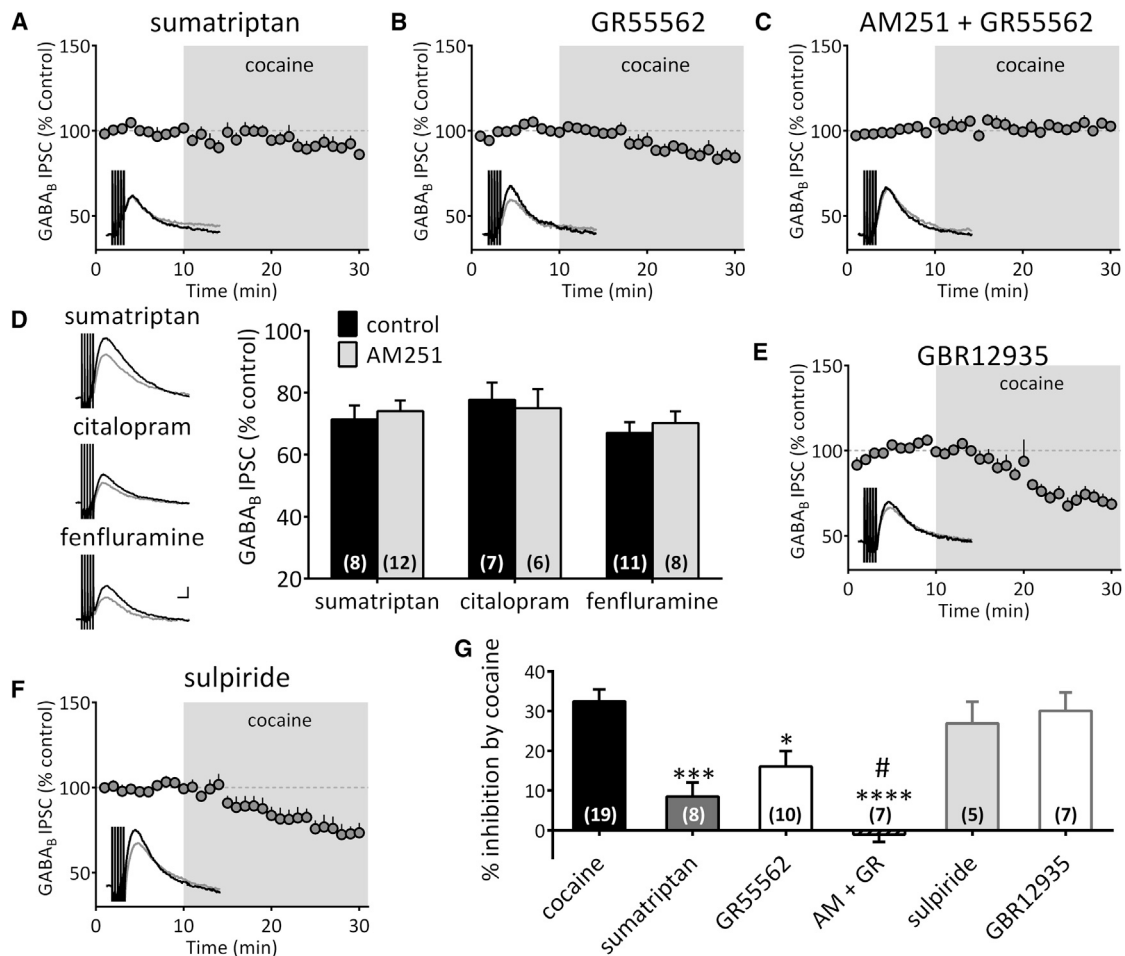 A
sumatriptan
GABAB IPSC (% Control)
150
100
50
cocaine
0 10 20 30
Time (min)
B
GR55562
GABAB IPSC (% Control)
150
100
50
cocaine
0 10 20 30
Time (min)
C
AM251 + GR55562
GABAB IPSC (% Control)
150
100
50
cocaine
0 10 20 30
Time (min)
D
sumatriptan
citalopram
fenfluramine
control
AM251
GABAB IPSC (% control)
100
80
60
40
20
(8) (12) (7) (6) (11) (8)
sumatriptan citalopram fenfluramine
E
GBR12935
GABAB IPSC (% control)
150
100
50
cocaine
0 10 20 30
Time (min)
F
sulpiride
GABAB IPSC (% control)
150
100
50
cocaine
0 10 20 30
Time (min)
G
% inhibition by cocaine
40
30
20
10
0
***
*
#
****
(19) (8) (10) (7) (5) (7)
cocaine
sumatriptan
GR55562
AM + GR
sulpiride
GBR12935